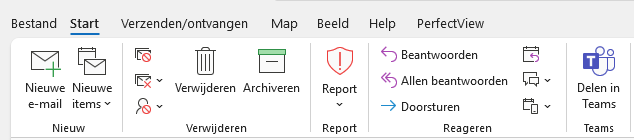 Bestand Start Verzenden/ontvangen Map Beeld Help PerfectView
Nieuwe e-mail
Nieuwe items
Verwijderen
Archiveren
Report
Beantwoorden
Allen beantwoorden
Doorsturen
Delen in Teams
Nieuw Verwijderen Report Reageren Teams